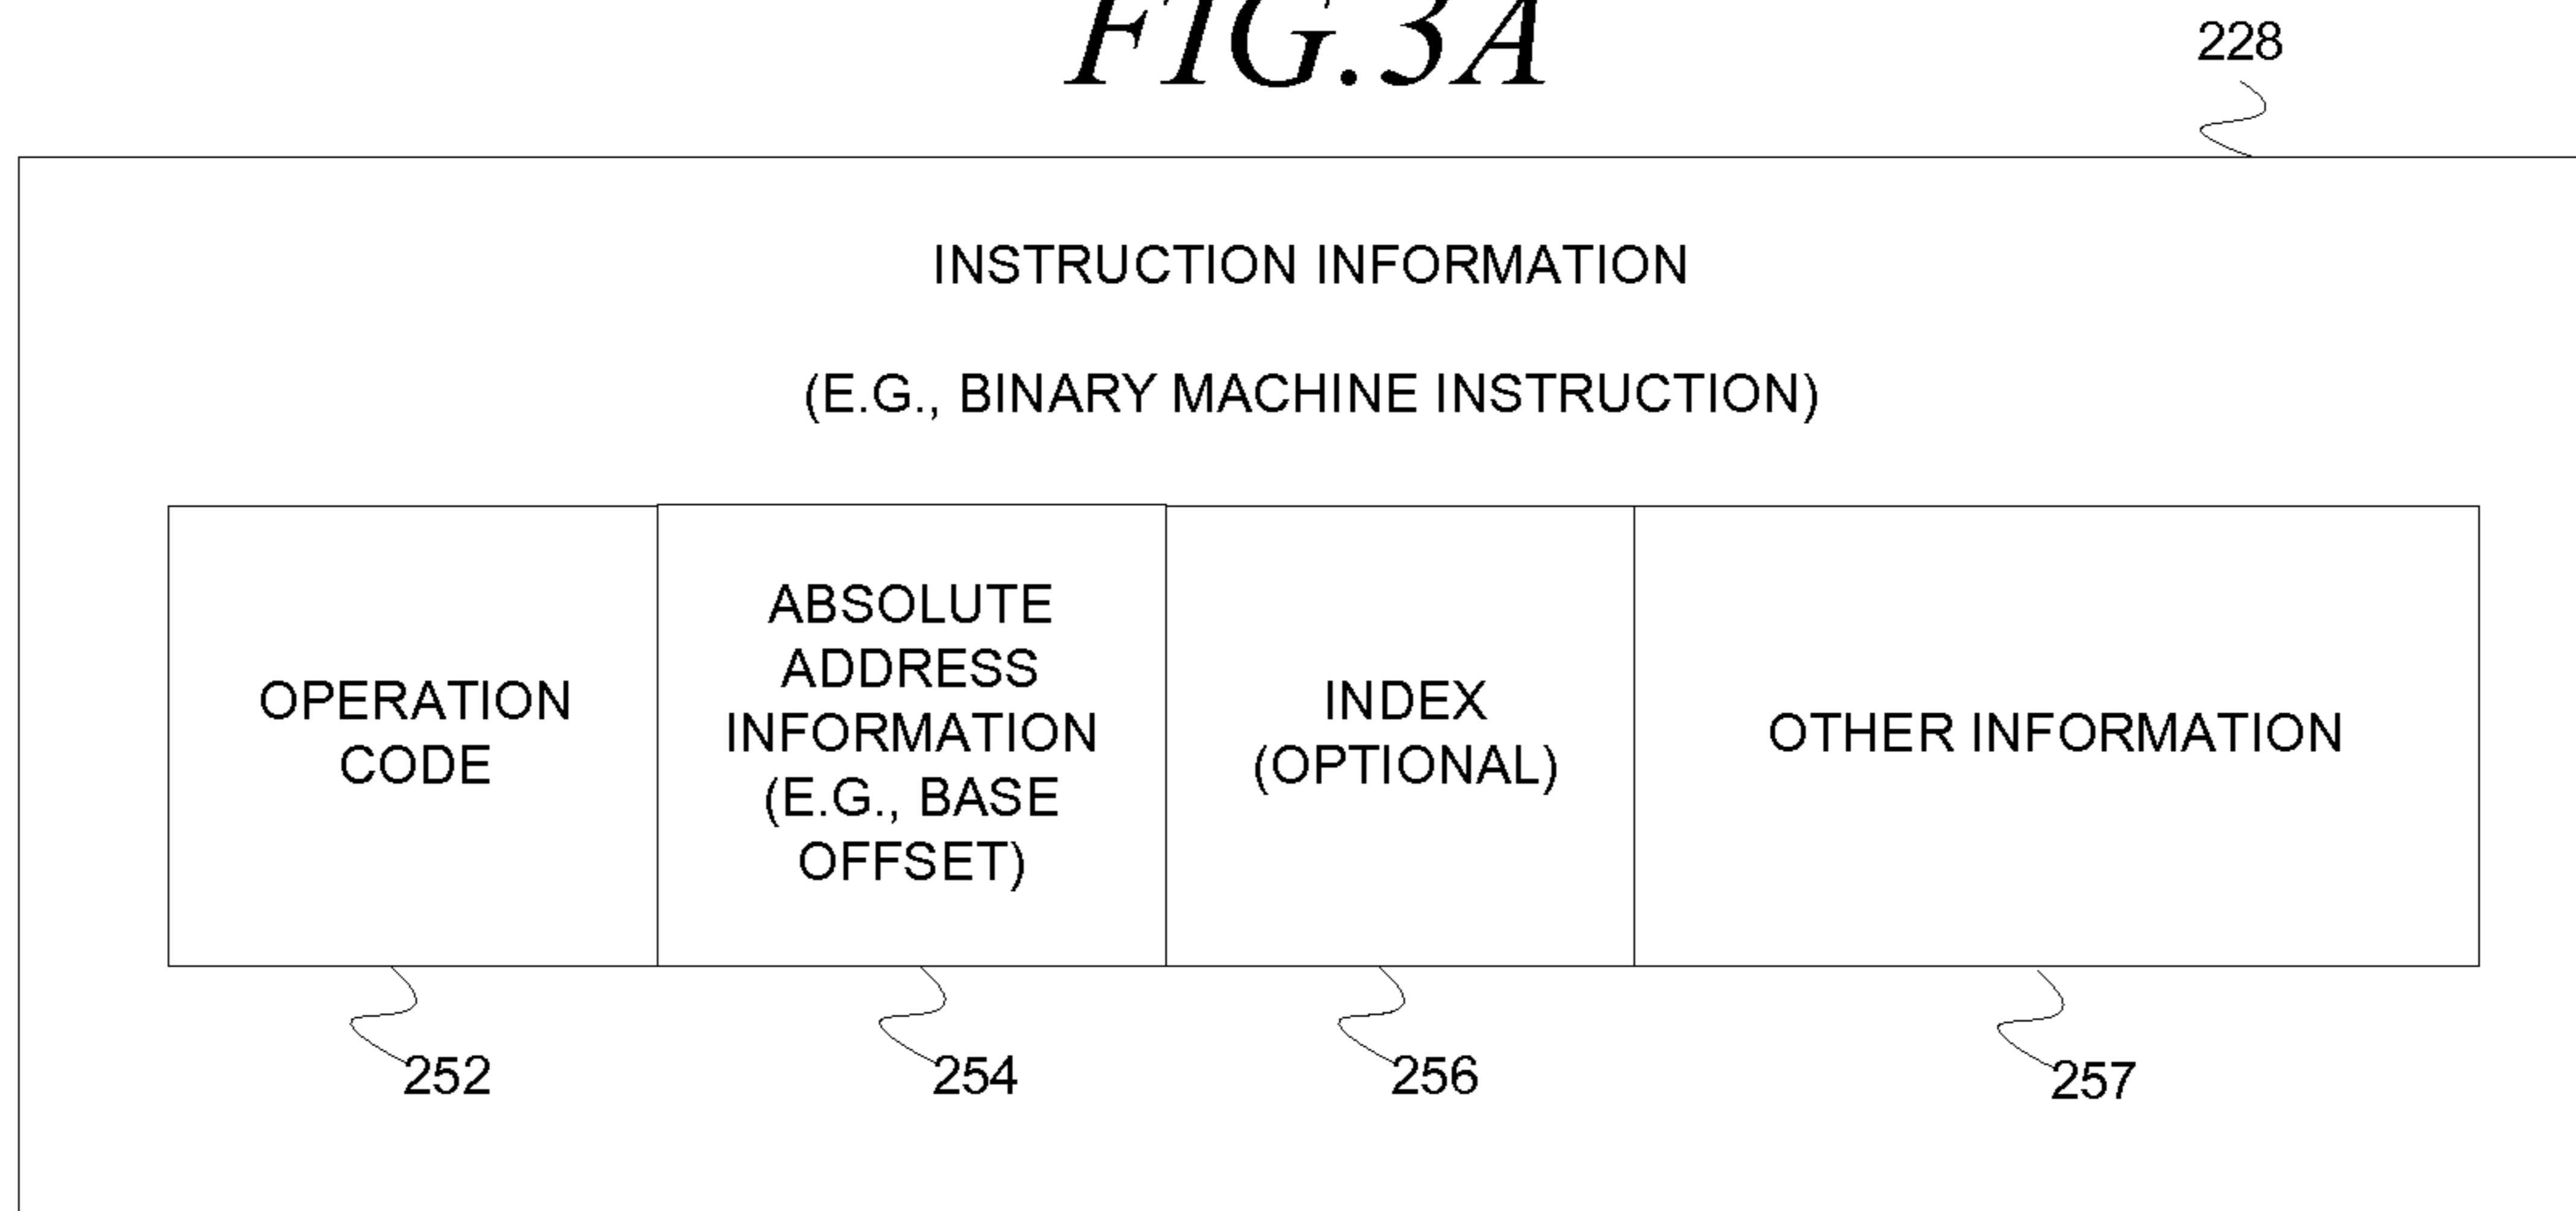 FIG.3A
228
INSTRUCTION INFORMATION
(E.G., BINARY MACHINE INSTRUCTION)
OPERATION
CODE
ABSOLUTE
ADDRESS
INFORMATION
(E.G., BASE
OFFSET)
INDEX
(OPTIONAL)
OTHER INFORMATION
252
254
256
257